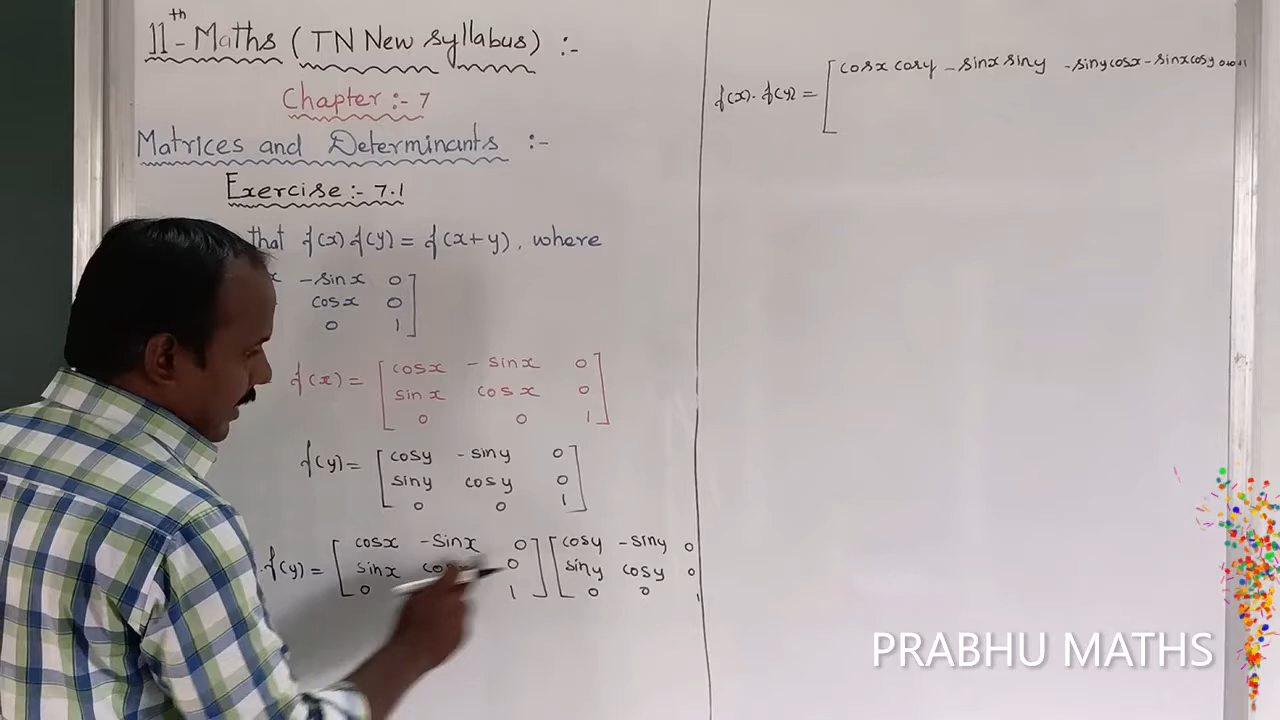 11th-Maths (TN New syllabus) :-
Chapter :- 7
Matrices and Determinants :-
Exercise :- 7.1
that f(x) f(y) = f(x+y), where
-sinx 0
cosx 0
0 1
f(x) = cosx - sinx 0
sinx cosx 0
0 0 1
f(y) = cosy - siny 0
siny cosy 0
0 0 1
.f(y) = cosx -sinx 0 cosy -siny 0
sinx 0 siny cosy 0
0 1 0 0 1
f(x). f(y) = cosx cosy - sinx siny -siny cosx - sinx cosy
PRABHU MATHS